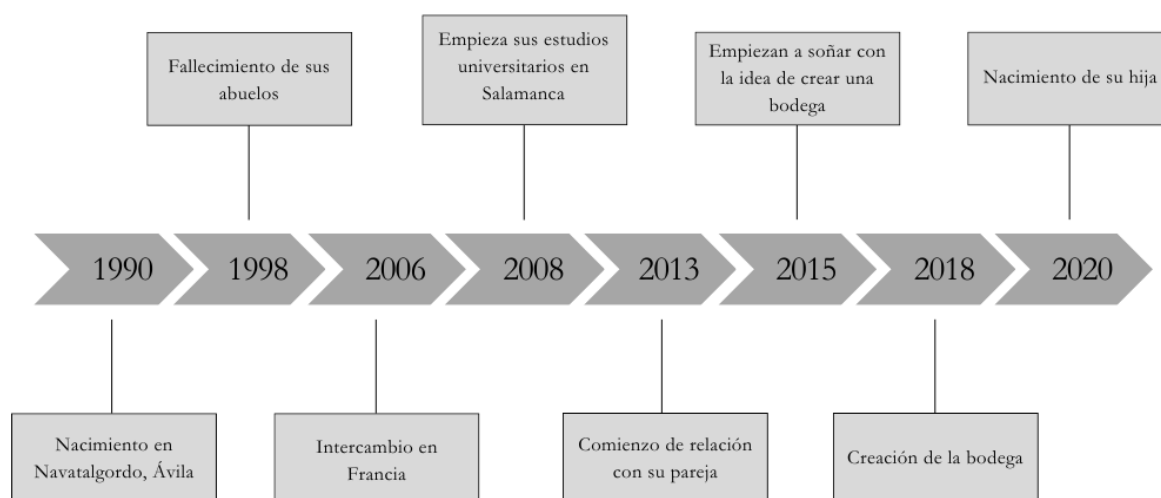 Fallecimiento de sus
abuelos
Empieza sus estudios
universitarios en
Salamanca
Empiezan a soñar con
la idea de crear una
bodega
Nacimiento de su hija
1990
1998
2006
2008
2013
2015
2018
2020
Nacimiento en
Navatalgordo, Ávila
Intercambio en
Francia
Comienzo de relación
con su pareja
Creación de la bodega